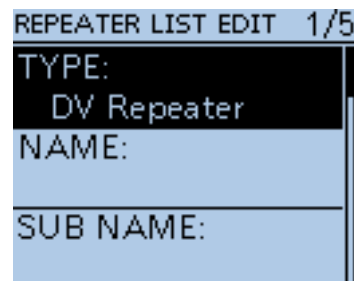 REPEATER LIST EDIT 1/5
TYPE:
DV Repeater
NAME:
SUB NAME: